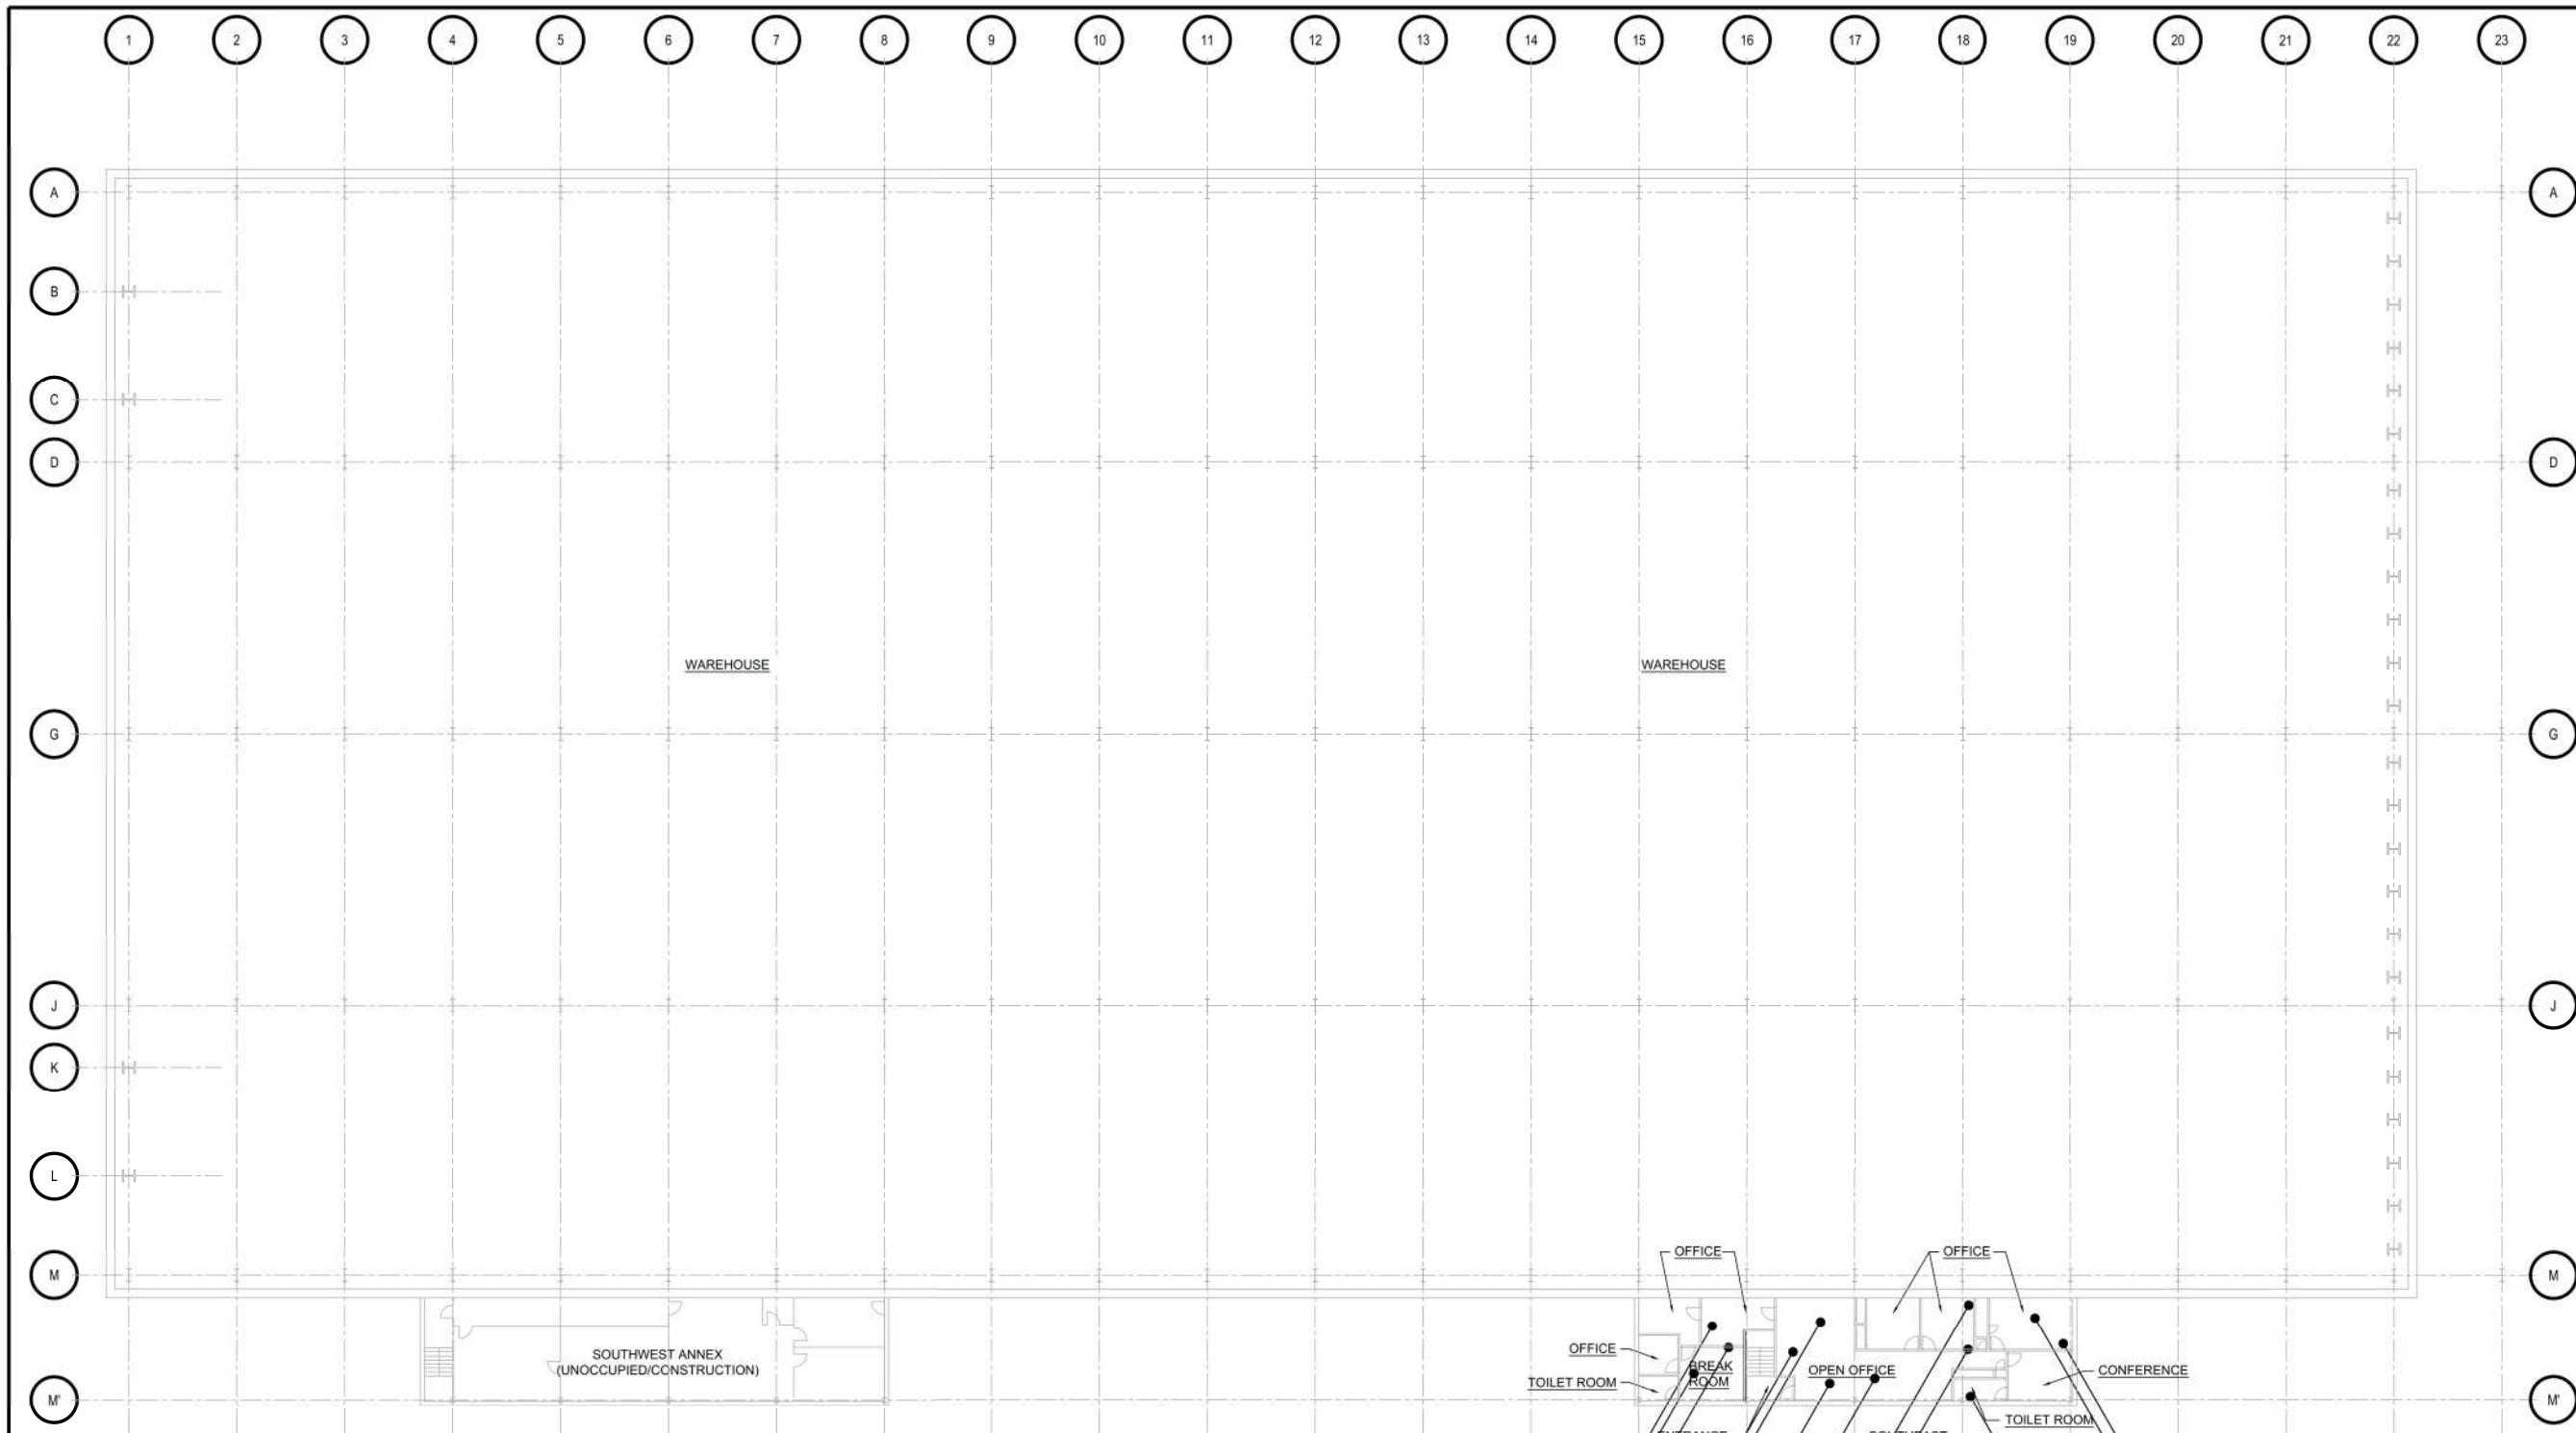 1 2 3 4 5 6 7 8 9 10 11 12 13 14 15 16 17 18 19 20 21 22 23
A A
B
C
D D
WAREHOUSE WAREHOUSE
G G
J J
K
L
OFFICE OFFICE
M M
SOUTHWEST ANNEX
(UNOCCUPIED/CONSTRUCTION)
OFFICE
BREAK
ROOM
OPEN OFFICE
CONFERENCE
TOILET ROOM
M' M'
TOILET ROOM
ENTRANCE
SOUTHEAST